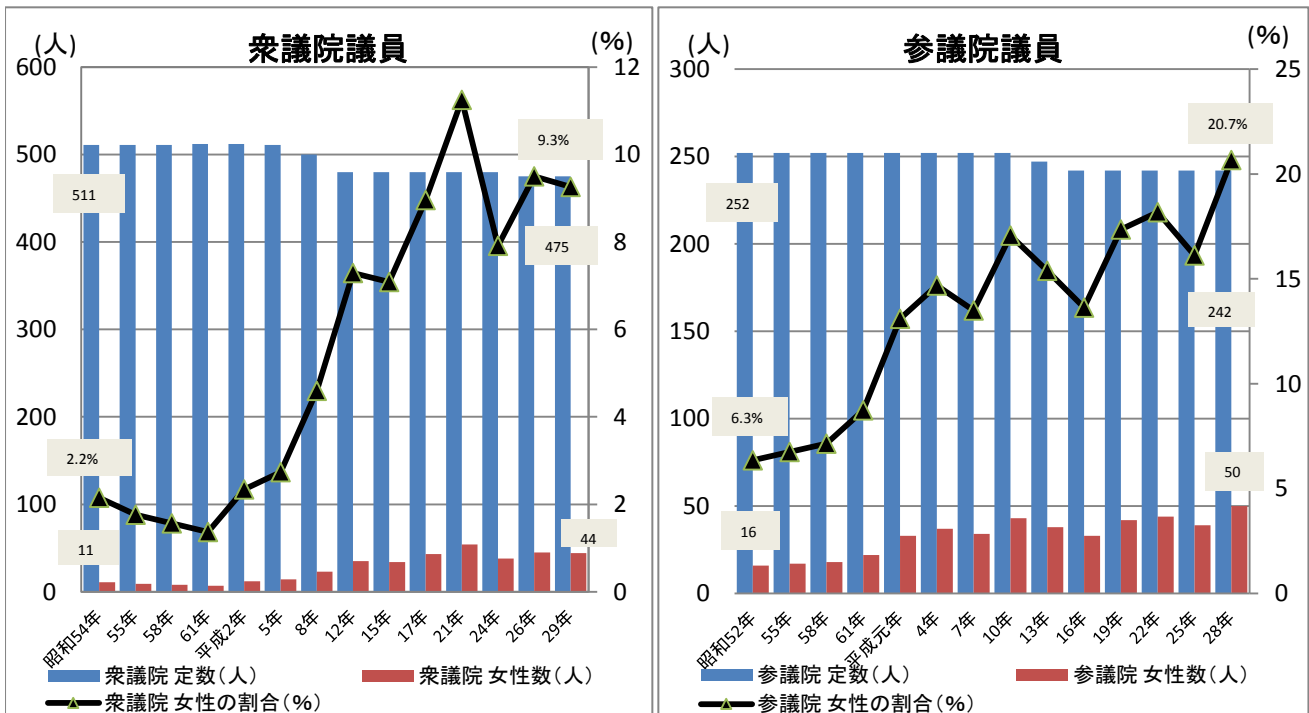 衆議院議員
(人)
(%)
600
500
400
300
200
100
0
12
10
8
6
4
2
0
511
2.2%
11
9.3%
475
44
昭和54年
55年
58年
61年
平成2年
5年
8年
12年
15年
17年
21年
24年
26年
29年
衆議院 定数(人)
衆議院 女性数(人)
衆議院 女性の割合(%)
参議院議員
(人)
(%)
300
250
200
150
100
50
0
25
20
15
10
5
0
252
6.3%
16
20.7%
242
50
昭和52年
55年
58年
61年
平成元年
4年
7年
10年
13年
16年
19年
22年
25年
28年
参議院 定数(人)
参議院 女性数(人)
参議院 女性の割合(%)